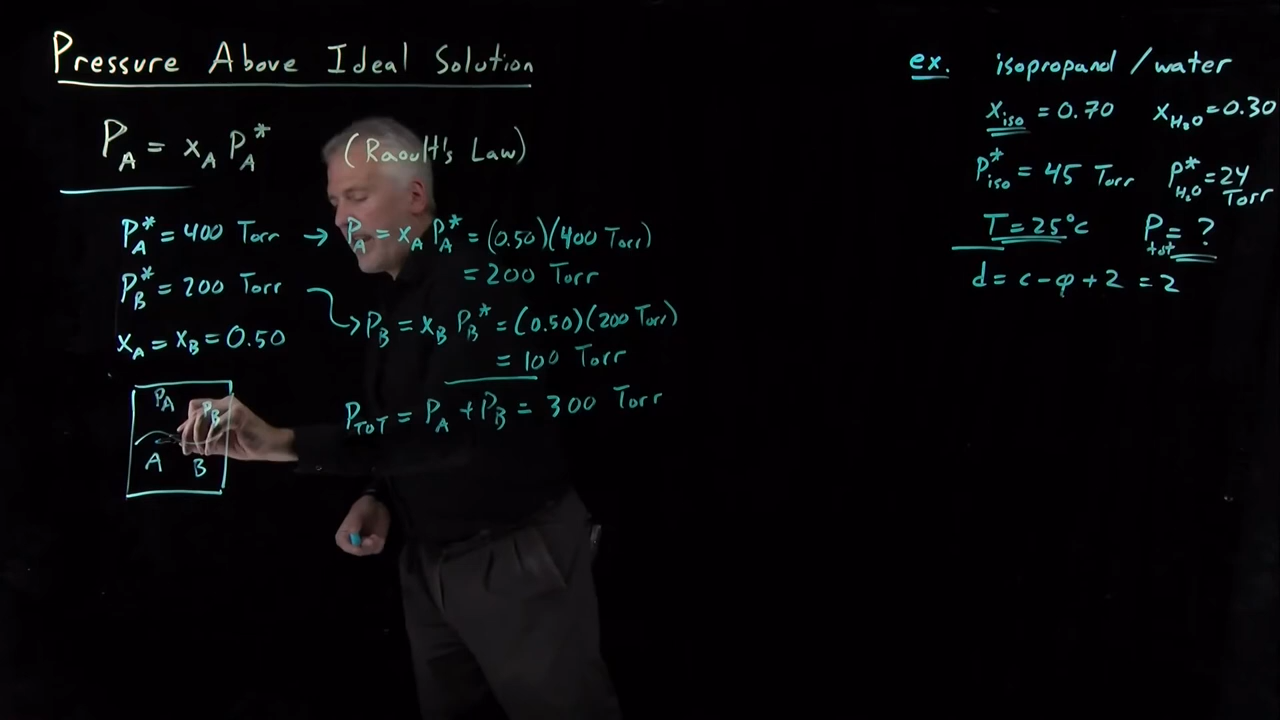 Pressure Above Ideal Solution
P_A = x_A P_A^* (Raoult's Law)
P_A^* = 400 Torr → P_A = x_A P_A^* = (0.50)(400 Torr)
= 200 Torr
P_B^* = 200 Torr → P_B = x_B P_B^* = (0.50)(200 Torr)
= 100 Torr
x_A = x_B = 0.50
P_TOT = P_A + P_B = 300 Torr
P_A P_B
A B
ex. isopropanol / water
x_iso = 0.70 x_H₂O = 0.30
P_iso^* = 45 Torr P_H₂O^* = 24 Torr
T = 25°C P_tot = ?
d = c - φ + 2 = 2